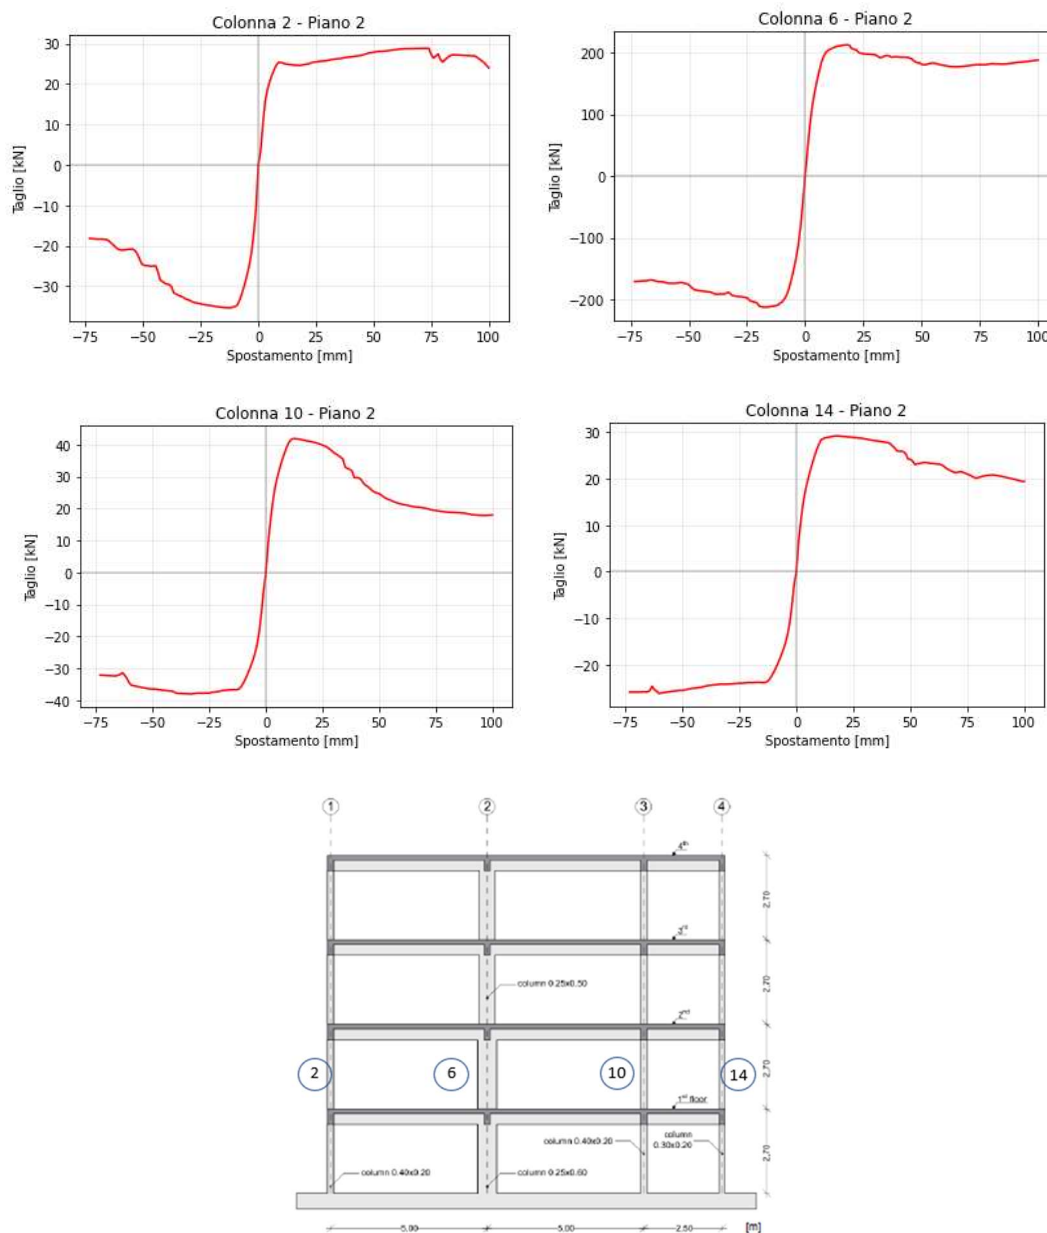 Colonna 2 - Piano 2
Taglio [kN]
30
20
10
0
−10
−20
−30
−75 −50 −25 0 25 50 75 100
Spostamento [mm]
Colonna 6 - Piano 2
Taglio [kN]
200
100
0
−100
−200
−75 −50 −25 0 25 50 75 100
Spostamento [mm]
Colonna 10 - Piano 2
Taglio [kN]
40
30
20
10
0
−10
−20
−30
−40
−75 −50 −25 0 25 50 75 100
Spostamento [mm]
Colonna 14 - Piano 2
Taglio [kN]
30
20
10
0
−10
−20
−75 −50 −25 0 25 50 75 100
Spostamento [mm]
1 2 3 4
4th
2.70
3rd
column 0.25x0.50
2.70
2nd
2 6 10 14
2.70
1st floor
column 0.40x0.20
column
0.30x0.20
column 0.40x0.20
column 0.25x0.60
2.70
5.00 5.00 2.50 [m]